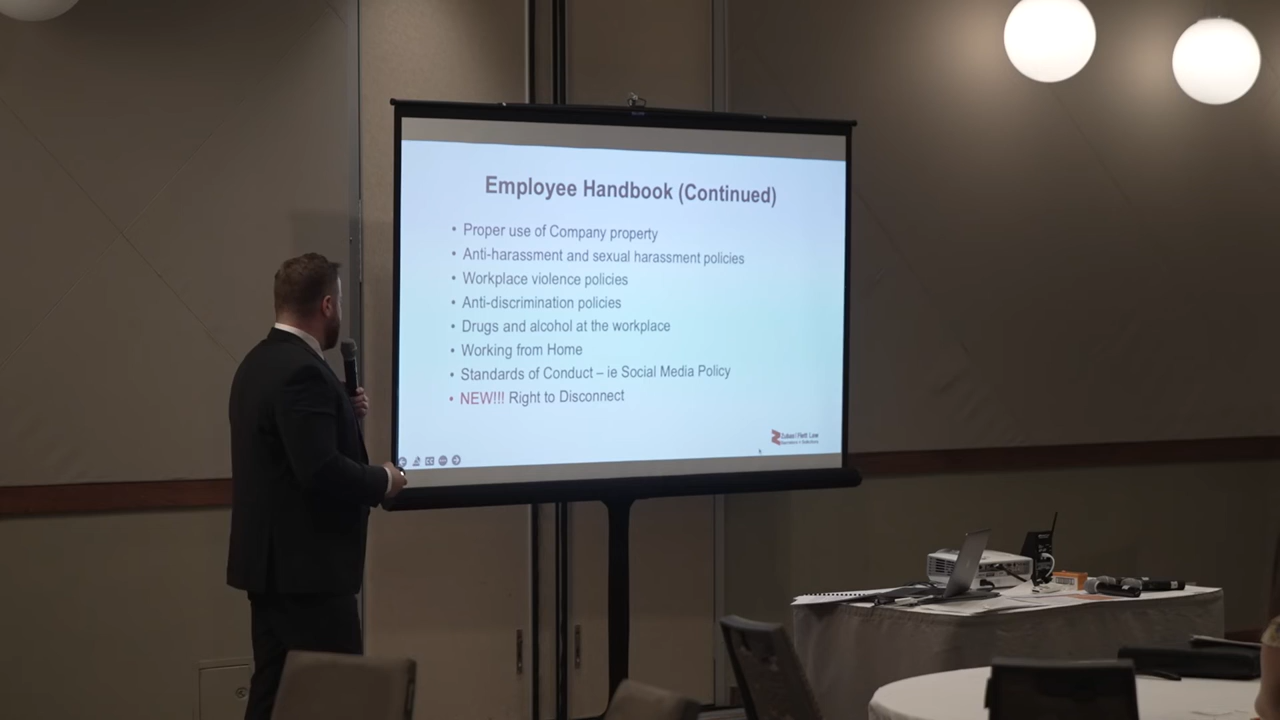 Employee Handbook (Continued)
• Proper use of Company property
• Anti-harassment and sexual harassment policies
• Workplace violence policies
• Anti-discrimination policies
• Drugs and alcohol at the workplace
• Working from Home
• Standards of Conduct – ie Social Media Policy
• NEW!!! Right to Disconnect
Law